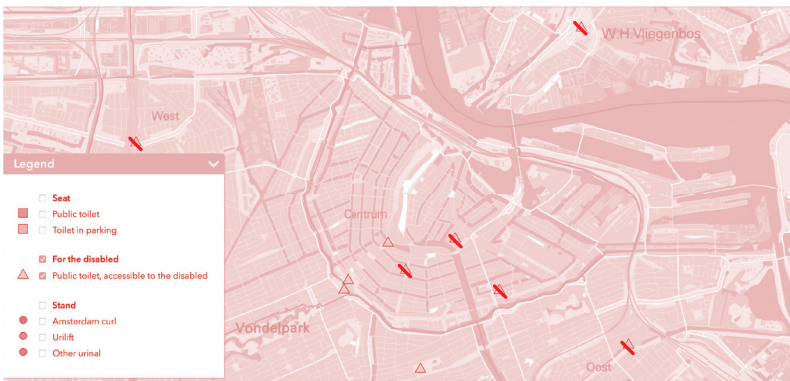 W.H.Vliegenbos
West
Legend
Seat
Public toilet
Toilet in parking
Centrum
For the disabled
Public toilet, accessible to the disabled
Stand
Amsterdam curl
Urilift
Other urinal
Vondelpark
Oost